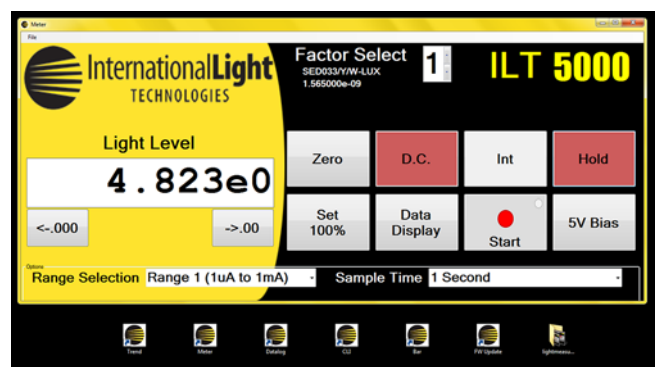 Meter
File
InternationalLight
TECHNOLOGIES
Factor Select 1
SED033/Y/W-LUX
1.565000e-09
ILT 5000
Light Level
4.823e0
<-.000
->.00
Zero
D.C.
Int
Hold
Set
100%
Data
Display
Start
5V Bias
Options
Range Selection Range 1 (1uA to 1mA)
Sample Time 1 Second
Trend
Meter
Datalog
CLI
Bar
FW Update
lightmeasu...